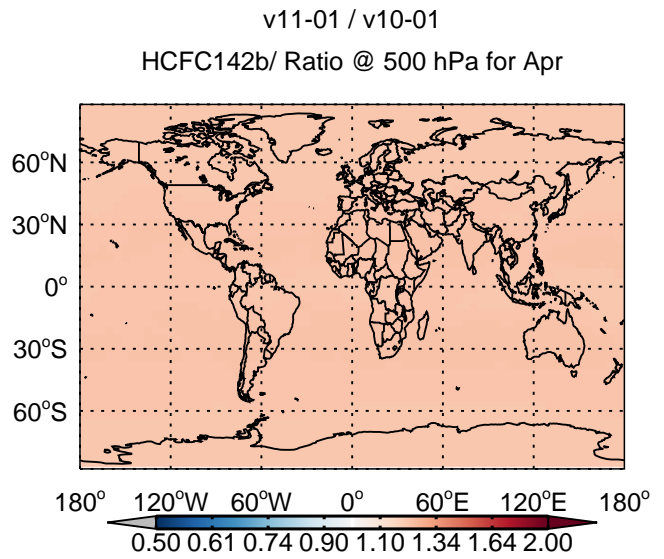 v11-01 / v10-01
HCFC142b/ Ratio @ 500 hPa for Apr
60°N
30°N
0°
30°S
60°S
180° 120°W 60°W 0° 60°E 120°E 180°
0.50 0.61 0.74 0.90 1.10 1.34 1.64 2.00